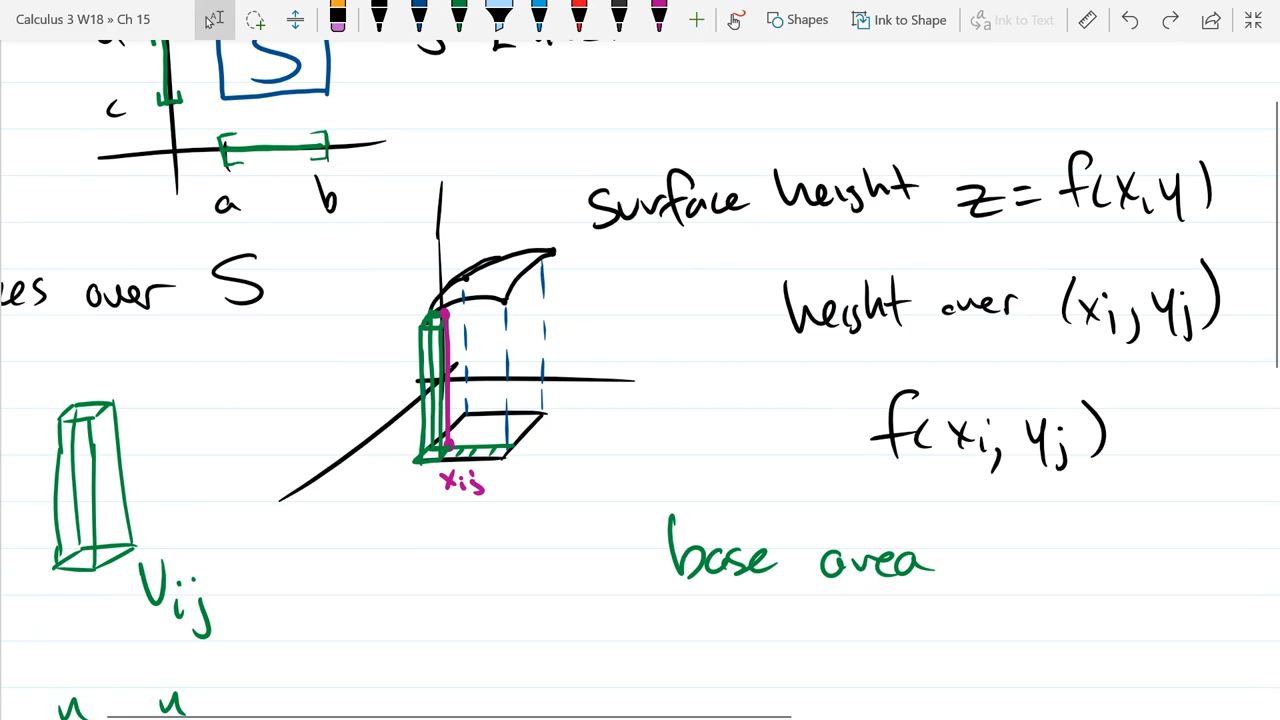 Calculus 3 W18 » Ch 15
Shapes
Ink to Shape
Ink to Text
S
c
a
b
surface height z = f(x, y)
over S
height over (xi, yj)
f(xi, yj)
xij
base area
Vij
n n